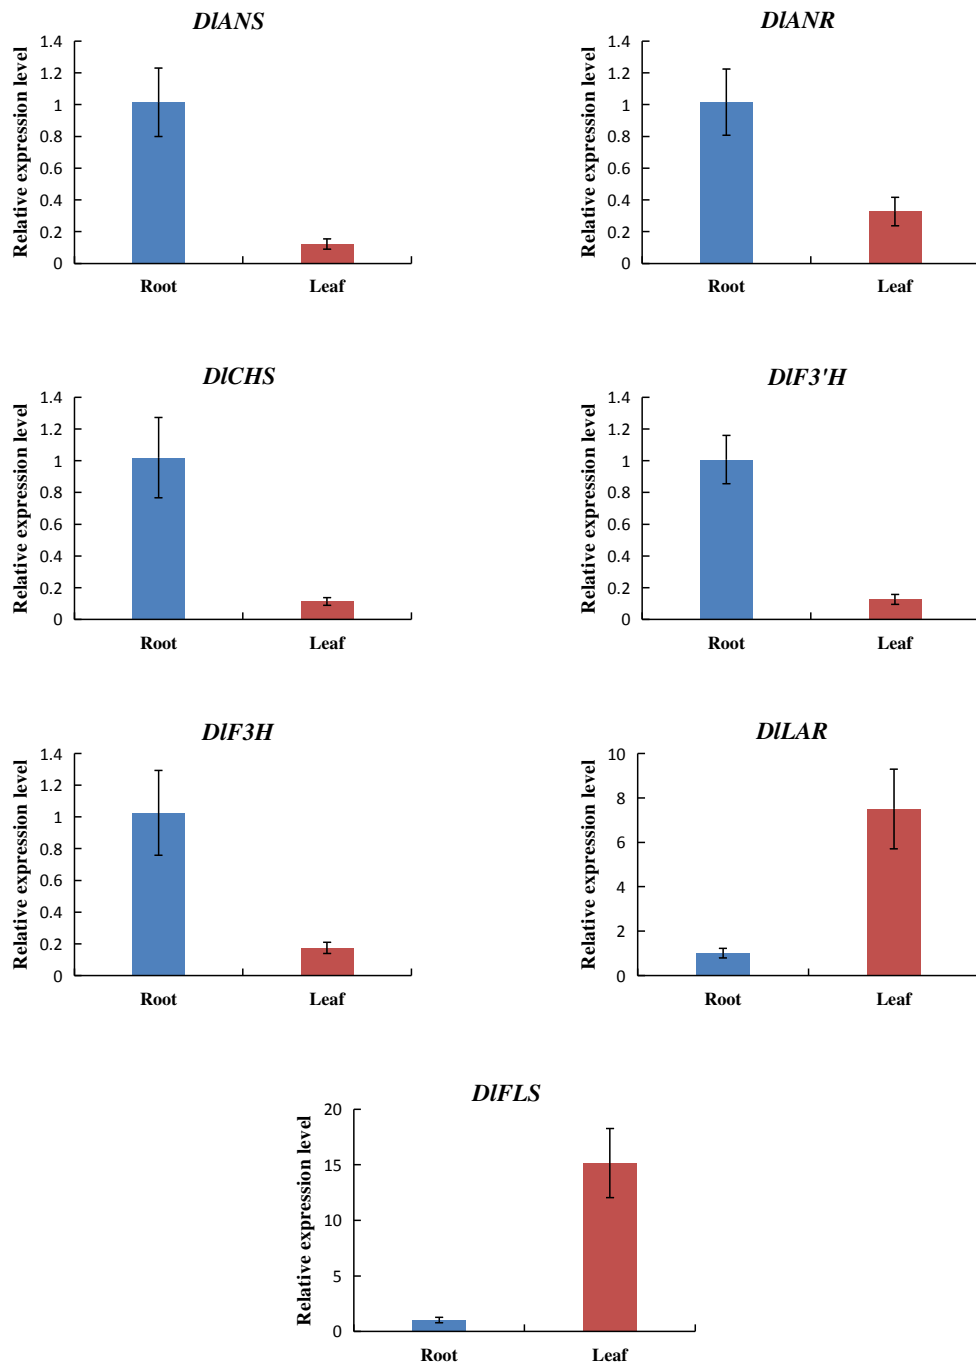 DlANS
Relative expression level
1.4
1.2
1
0.8
0.6
0.4
0.2
0
Root Leaf
DlANR
Relative expression level
1.4
1.2
1
0.8
0.6
0.4
0.2
0
Root Leaf
DlCHS
Relative expression level
1.4
1.2
1
0.8
0.6
0.4
0.2
0
Root Leaf
DlF3'H
Relative expression level
1.4
1.2
1
0.8
0.6
0.4
0.2
0
Root Leaf
DlF3H
Relative expression level
1.4
1.2
1
0.8
0.6
0.4
0.2
0
Root Leaf
DlLAR
Relative expression level
10
8
6
4
2
0
Root Leaf
DlFLS
Relative expression level
20
15
10
5
0
Root Leaf